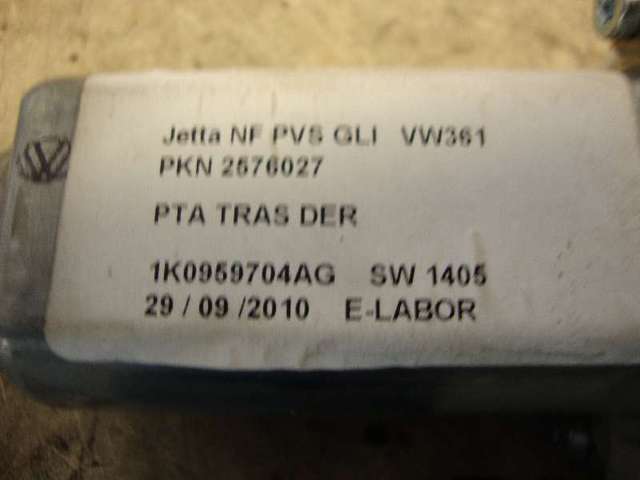 Jetta NF PVS GLI VW361
PKN 2576027
PTA TRAS DER
1K0959704AG SW 1405
29 / 09 /2010 E-LABOR